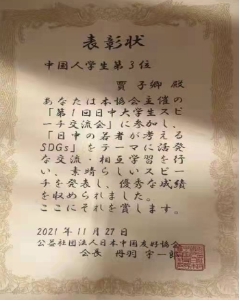 表彰状
中国人学生第3位
賈 子郷 殿
あなたは本協会主催の
「第1回日中大学生スピ
ーチ交流会」に参加し、
「日中の若者が考える
SDGs」をテーマに活発
な交流・相互学習を行
い、素晴らしいスピー
チを発表し、優秀な成績
を収められました。
ここにそれを賞します。
2021年11月27日
公益社団法人日本中国友好協会
会長 丹羽 宇一郎